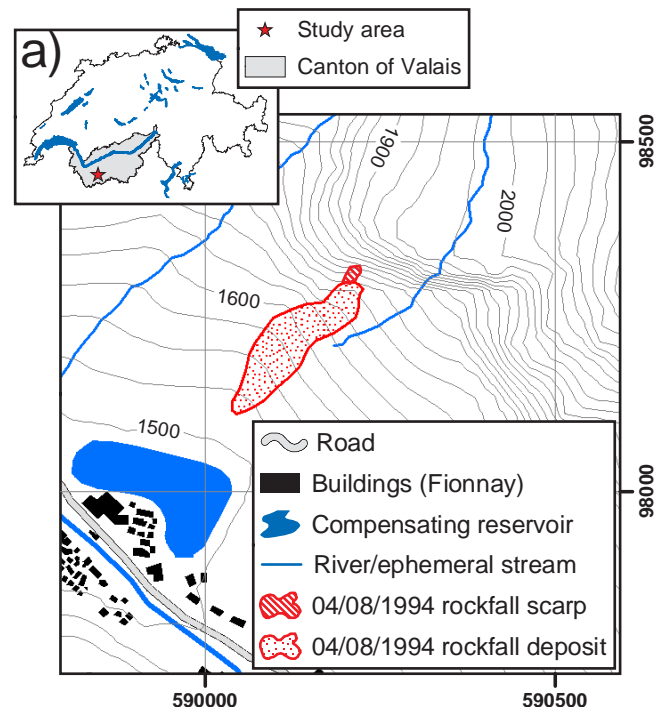 a)
Study area
Canton of Valais
1900
2000
1600
1500
98500
98000
Road
Buildings (Fionnay)
Compensating reservoir
River/ephemeral stream
04/08/1994 rockfall scarp
04/08/1994 rockfall deposit
590000
590500